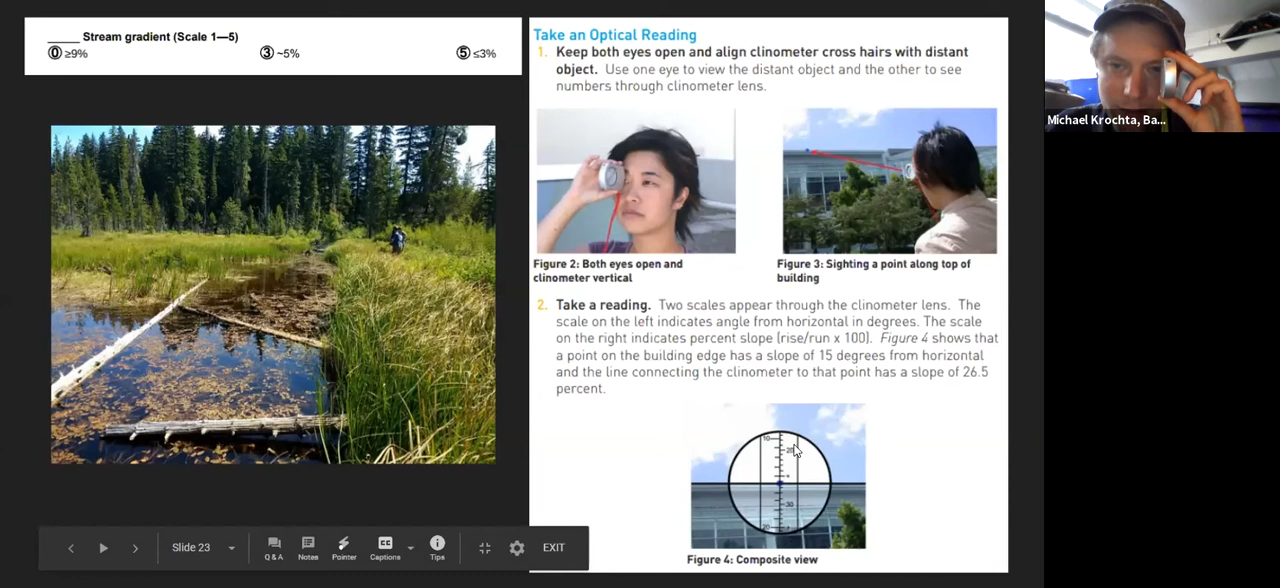 _____ Stream gradient (Scale 1—5)
⓪ ≥9% ③ ~5% ⑤ ≤3%
Take an Optical Reading
1. Keep both eyes open and align clinometer cross hairs with distant
object. Use one eye to view the distant object and the other to see
numbers through clinometer lens.
Figure 2: Both eyes open and
clinometer vertical
Figure 3: Sighting a point along top of
building
2. Take a reading. Two scales appear through the clinometer lens. The
scale on the left indicates angle from horizontal in degrees. The scale
on the right indicates percent slope (rise/run x 100). Figure 4 shows that
a point on the building edge has a slope of 15 degrees from horizontal
and the line connecting the clinometer to that point has a slope of 26.5
percent.
10
20
30
20
Figure 4: Composite view
Slide 23
Q & A Notes Pointer Captions Tips EXIT
Michael Krochta, Ba...